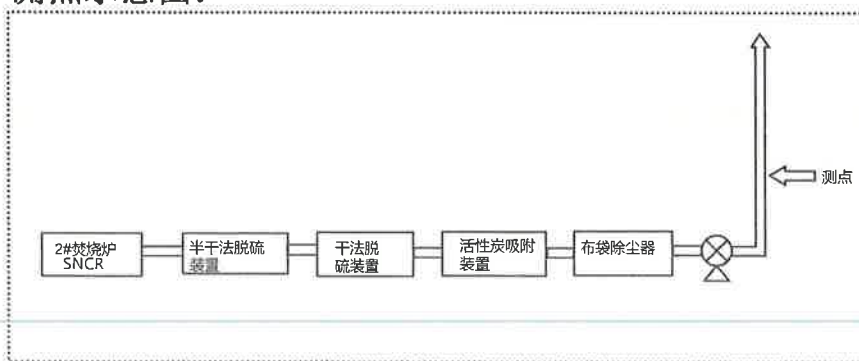 测点
2#焚烧炉
SNCR
半干法脱硫
装置
干法脱
硫装置
活性炭吸附
装置
布袋除尘器